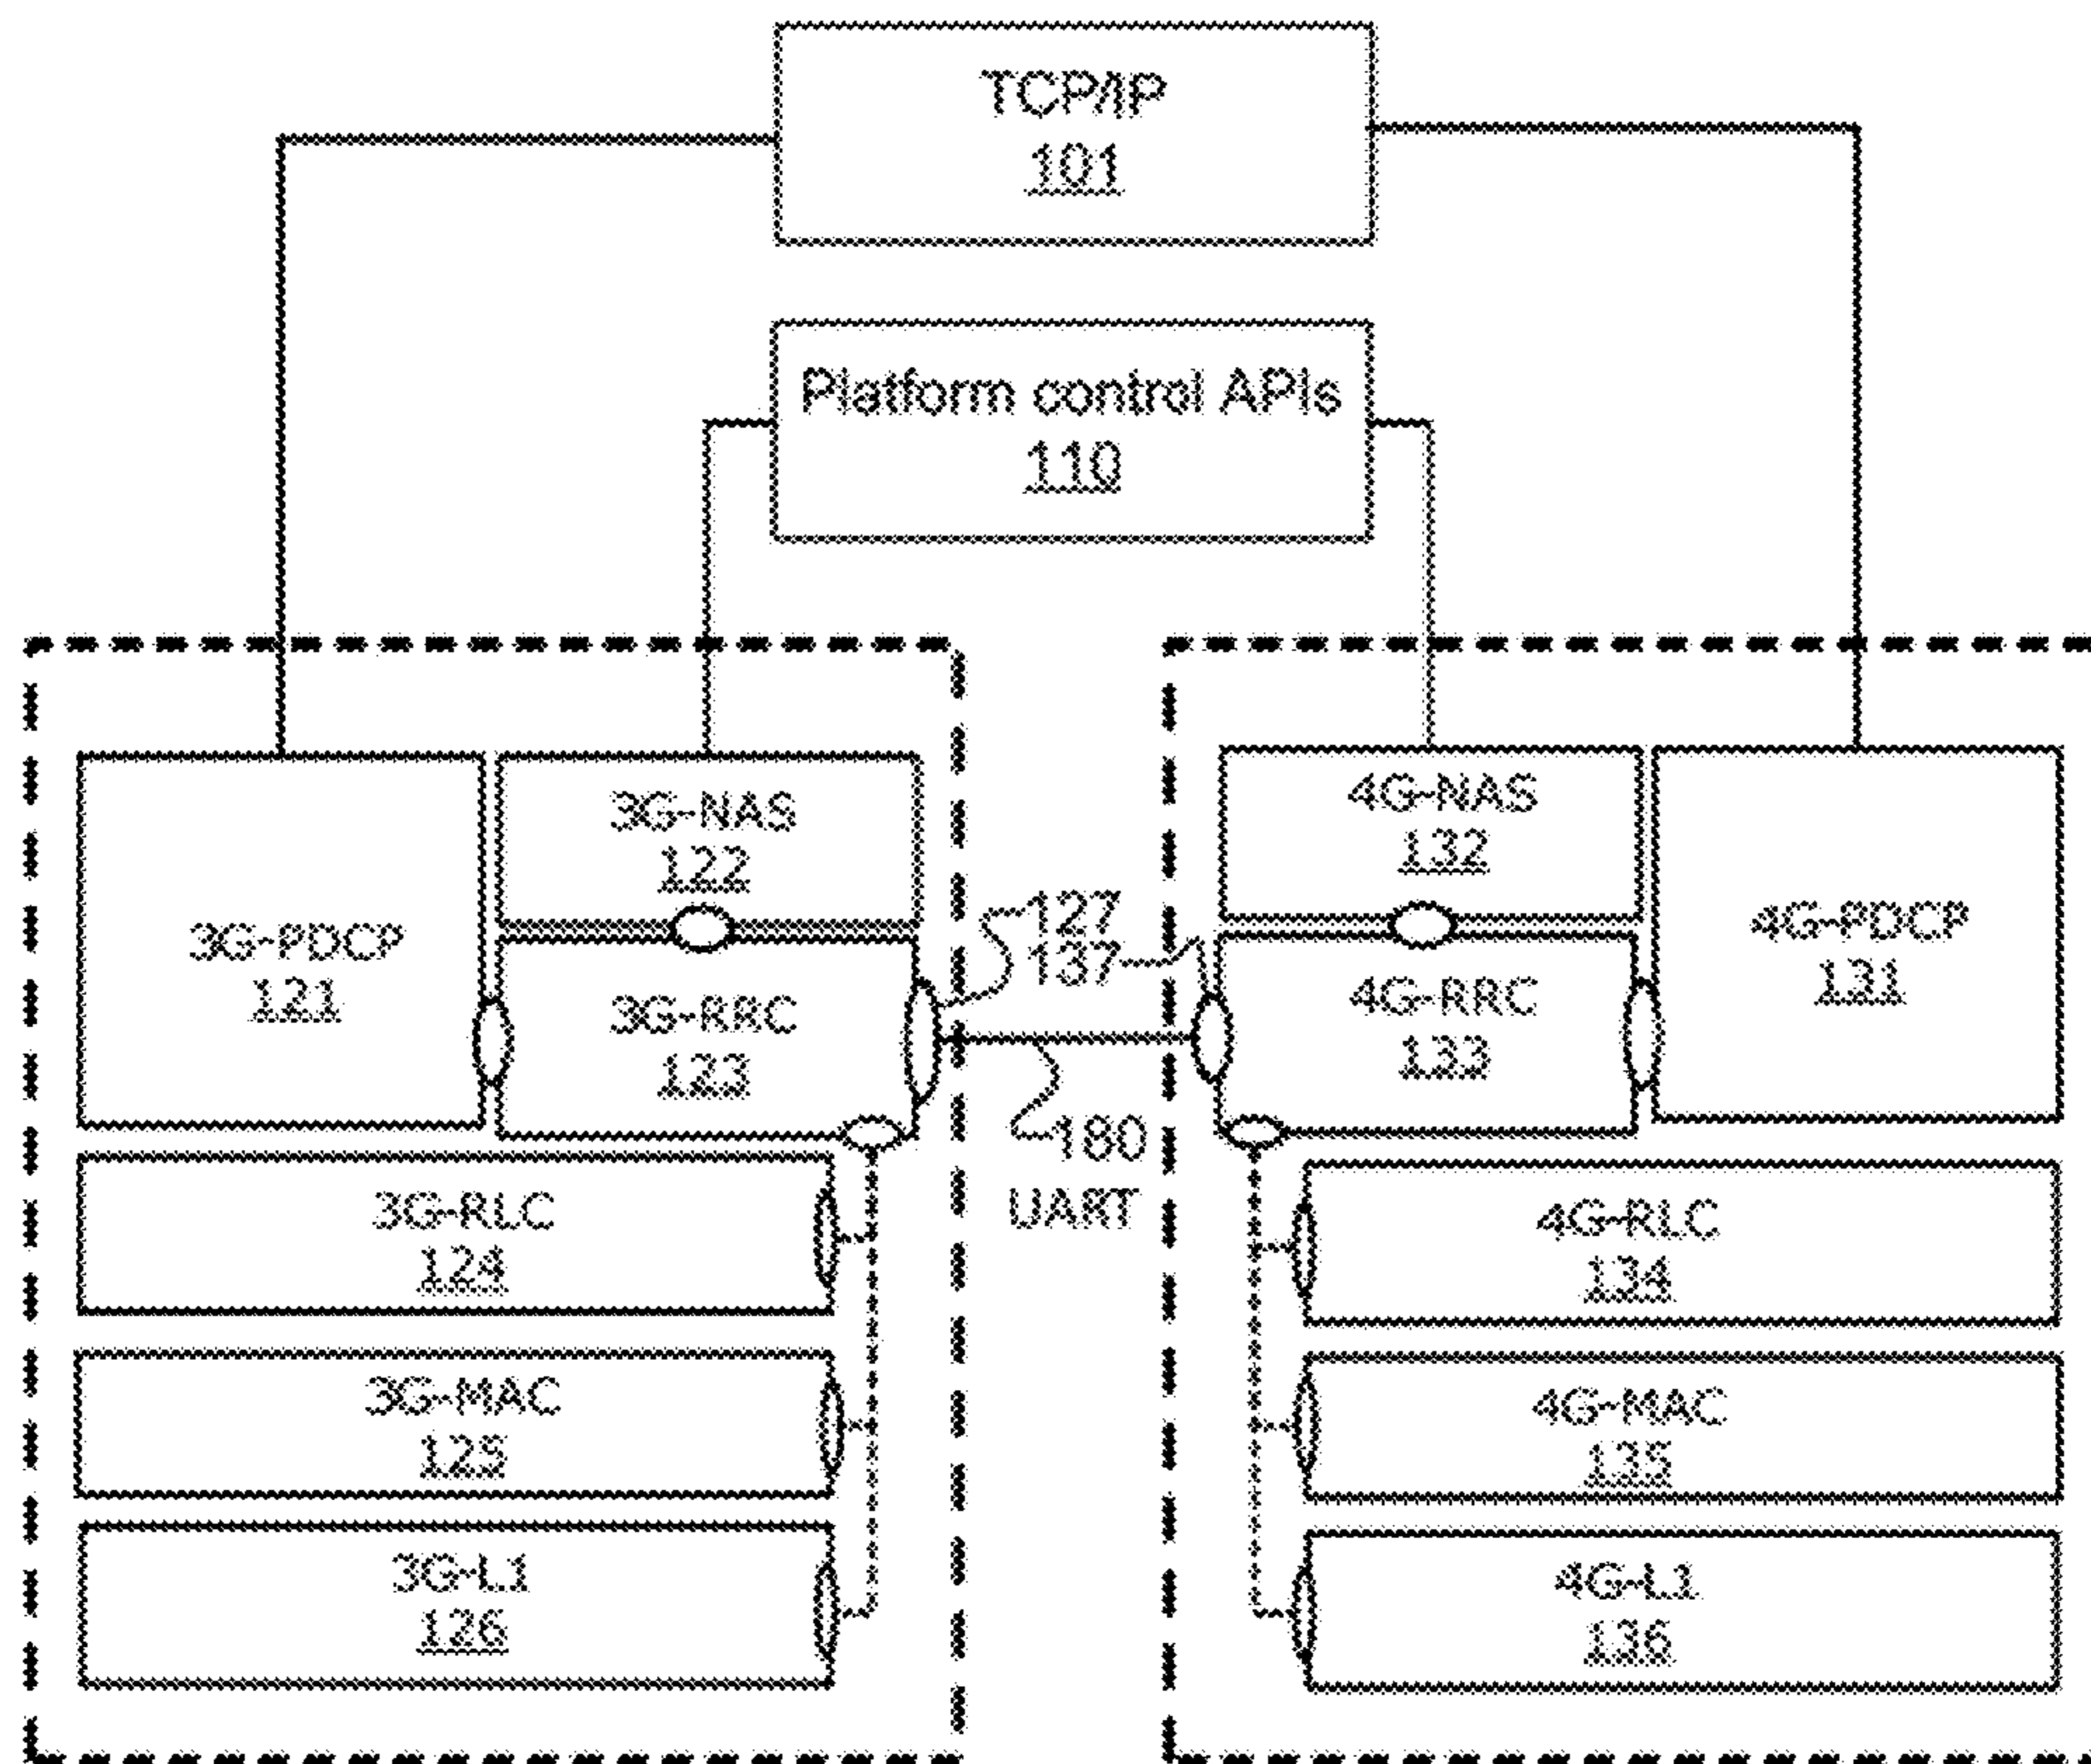 TCP/IP
101
Platform control APIs
110
3G-NAS
122
4G-NAS
132
3G-PDCP
121
127
137
4G-PDCP
131
3G-RRC
123
4G-RRC
133
180
UART
3G-RLC
124
4G-RLC
134
3G-MAC
125
4G-MAC
135
3G-L1
126
4G-L1
136